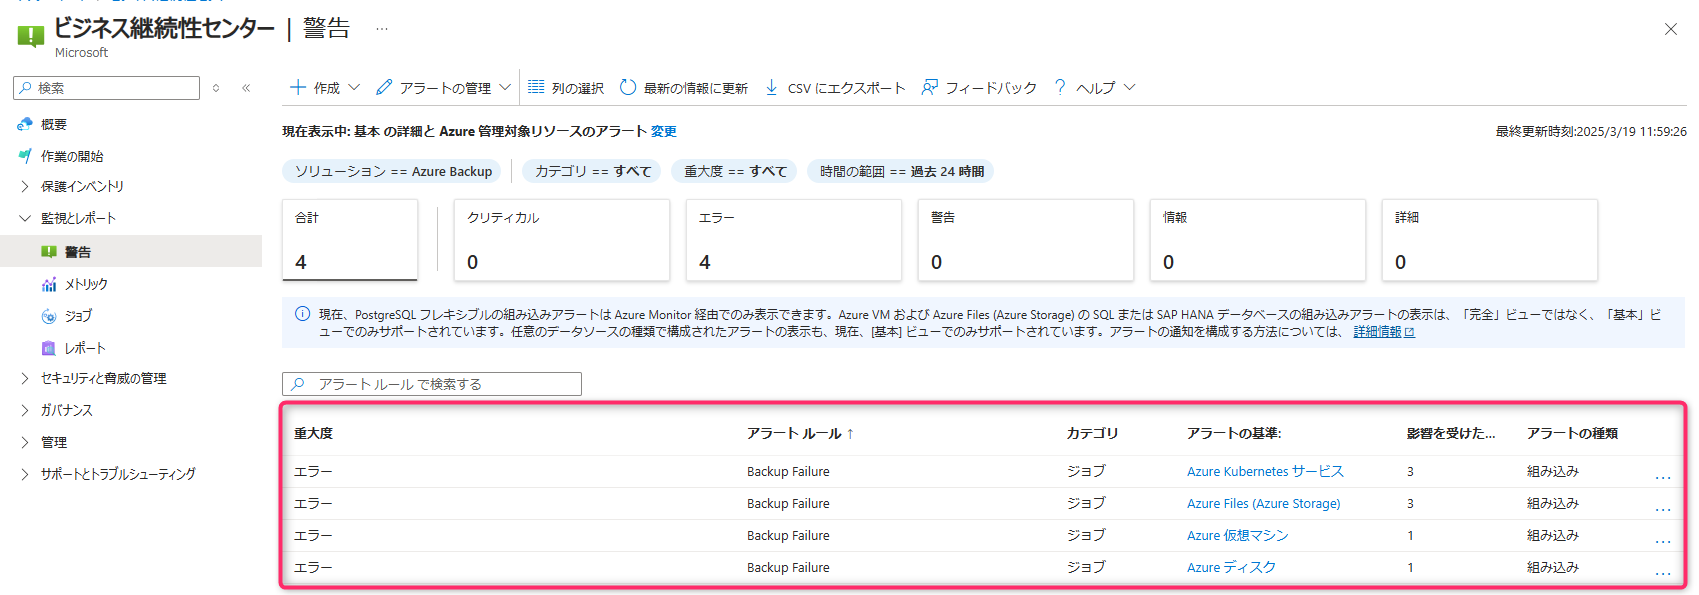 ビジネス継続性センター | 警告 …
Microsoft
検索
概要
作業の開始
保護インベントリ
監視とレポート
警告
メトリック
ジョブ
レポート
セキュリティと脅威の管理
ガバナンス
管理
サポートとトラブルシューティング
作成 アラートの管理 列の選択 最新の情報に更新 CSV にエクスポート フィードバック ヘルプ
現在表示中: 基本 の詳細と Azure 管理対象リソースのアラート 変更
最終更新時刻:2025/3/19 11:59:26
ソリューション == Azure Backup カテゴリ == すべて 重大度 == すべて 時間の範囲 == 過去 24 時間
合計 クリティカル エラー 警告 情報 詳細
4 0 4 0 0 0
現在、PostgreSQL フレキシブルの組み込みアラートは Azure Monitor 経由でのみ表示できます。Azure VM および Azure Files (Azure Storage) の SQL または SAP HANA データベースの組み込みアラートの表示は、「完全」ビューではなく、「基本」ビ
ューでのみサポートされています。任意のデータソースの種類で構成されたアラートの表示も、現在、[基本] ビューでのみサポートされています。アラートの通知を構成する方法については、 詳細情報
アラート ルール で検索する
重大度 アラート ルール ↑ カテゴリ アラートの基準: 影響を受けた... アラートの種類
エラー Backup Failure ジョブ Azure Kubernetes サービス 3 組み込み ...
エラー Backup Failure ジョブ Azure Files (Azure Storage) 3 組み込み ...
エラー Backup Failure ジョブ Azure 仮想マシン 1 組み込み ...
エラー Backup Failure ジョブ Azure ディスク 1 組み込み ...